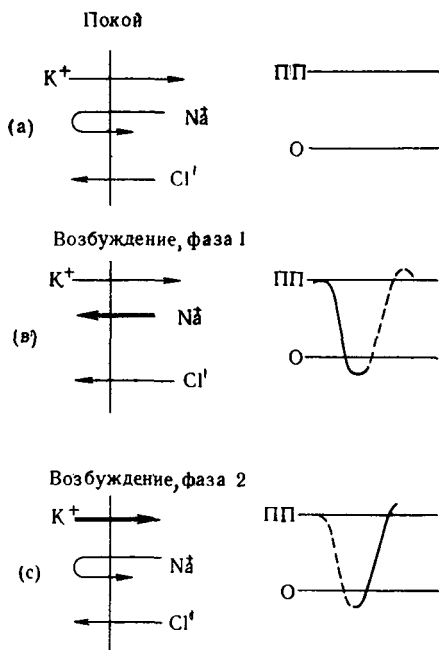 Покой
K⁺
ПП
(а)
Na⁺
О
Cl'
Возбуждение, фаза 1
K⁺
ПП
Na⁺
(в)
О
Cl'
Возбуждение, фаза 2
K⁺
ПП
Na⁺
(с)
О
Cl'